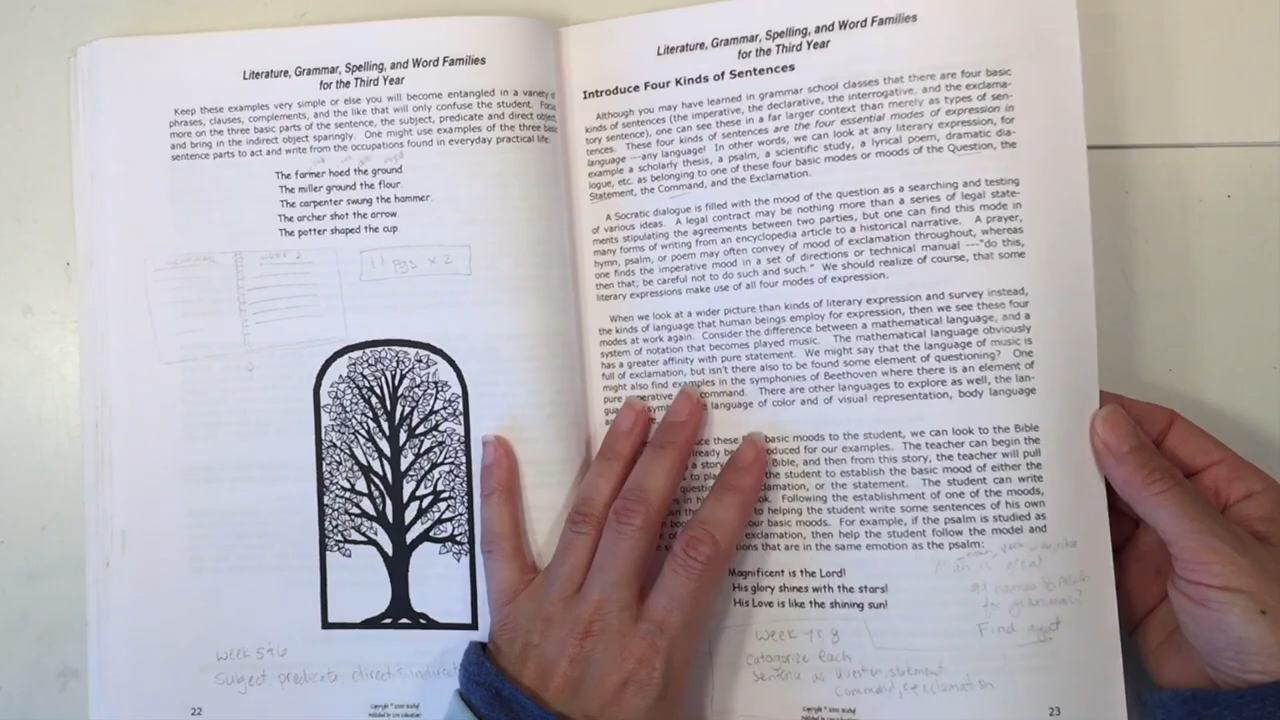 Literature, Grammar, Spelling, and Word Families
for the Third Year
Keep these examples very simple or else you will become entangled in a variety of
phrases, clauses, complements, and the like that will only confuse the student. Focus
more on the three basic parts of the sentence, the subject, predicate and direct object,
and bring in the indirect object sparingly. One might use examples of the three basic
sentence parts to act and write from the occupations found in everyday practical life.
The farmer hoed the ground.
The miller ground the flour.
The carpenter swung the hammer.
The archer shot the arrow.
The potter shaped the cup.
week 2
11 pgs x 2
week 5&6
Subject, predicate, direct & indirect
22
Literature, Grammar, Spelling, and Word Families
for the Third Year
Introduce Four Kinds of Sentences
Although you may have learned in grammar school classes that there are four basic
kinds of sentences (the imperative, the declarative, the interrogative, and the exclama-
tory sentence), one can see these in a far larger context than merely as types of sen-
tences. These four kinds of sentences are the four essential modes of expression in
language ---any language! In other words, we can look at any literary expression, for
example a scholarly thesis, a psalm, a scientific study, a lyrical poem, dramatic dia-
logue, etc. as belonging to one of these four basic modes or moods of the Question, the
Statement, the Command, and the Exclamation.
A Socratic dialogue is filled with the mood of the question as a searching and testing
of various ideas. A legal contract may be nothing more than a series of legal state-
ments stipulating the agreements between two parties, but one can find this mode in
many forms of writing from an encyclopedia article to a historical narrative. A prayer,
hymn, psalm, or poem may often convey of mood of exclamation throughout, whereas
one finds the imperative mood in a set of directions or technical manual ---"do this,
then that; be careful not to do such and such." We should realize of course, that some
literary expressions make use of all four modes of expression.
When we look at a wider picture than kinds of literary expression and survey instead,
the kinds of language that human beings employ for expression, then we see these four
modes at work again. Consider the difference between a mathematical language, and a
system of notation that becomes played music. The mathematical language obviously
has a greater affinity with pure statement. We might say that the language of music is
full of exclamation, but isn't there also to be found some element of questioning? One
might also find examples in the symphonies of Beethoven where there is an element of
pure command. There are other languages to explore as well, the lan-
language of color and of visual representation, body language
these basic moods to the student, we can look to the Bible
for our examples. The teacher can begin the
a story Bible, and then from this story, the teacher will pull
the student to establish the basic mood of either the
or the statement. The student can write
Following the establishment of one of the moods,
to helping the student write some sentences of his own
our basic moods. For example, if the psalm is studied as
exclamation, then help the student follow the model and
that are in the same emotion as the psalm:
Magnificent is the Lord!
His glory shines with the stars!
His Love is like the shining sun!
is great
for grammar?
Find
week 7 & 8
Catagorize each
sentence as question, statement
command, & exclamation
23